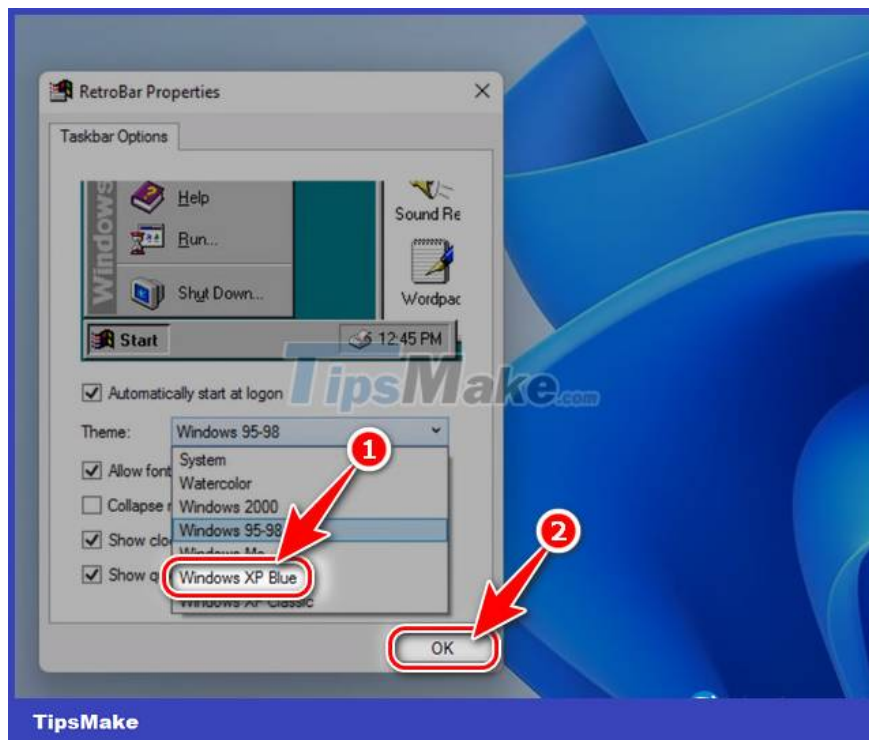 RetroBar Properties
Taskbar Options
Windows
Help
Run...
Shut Down...
Sound Re
Wordpac
Start
12:45 PM
TipsMake.com
Automatically start at logon
Theme: Windows 95-98
System
Allow font
Watercolor
Collapse r
Windows 2000
Windows 95-98
Show clo
Windows Me
Show q
Windows XP Blue
Windows XP Classic
1
2
OK
TipsMake